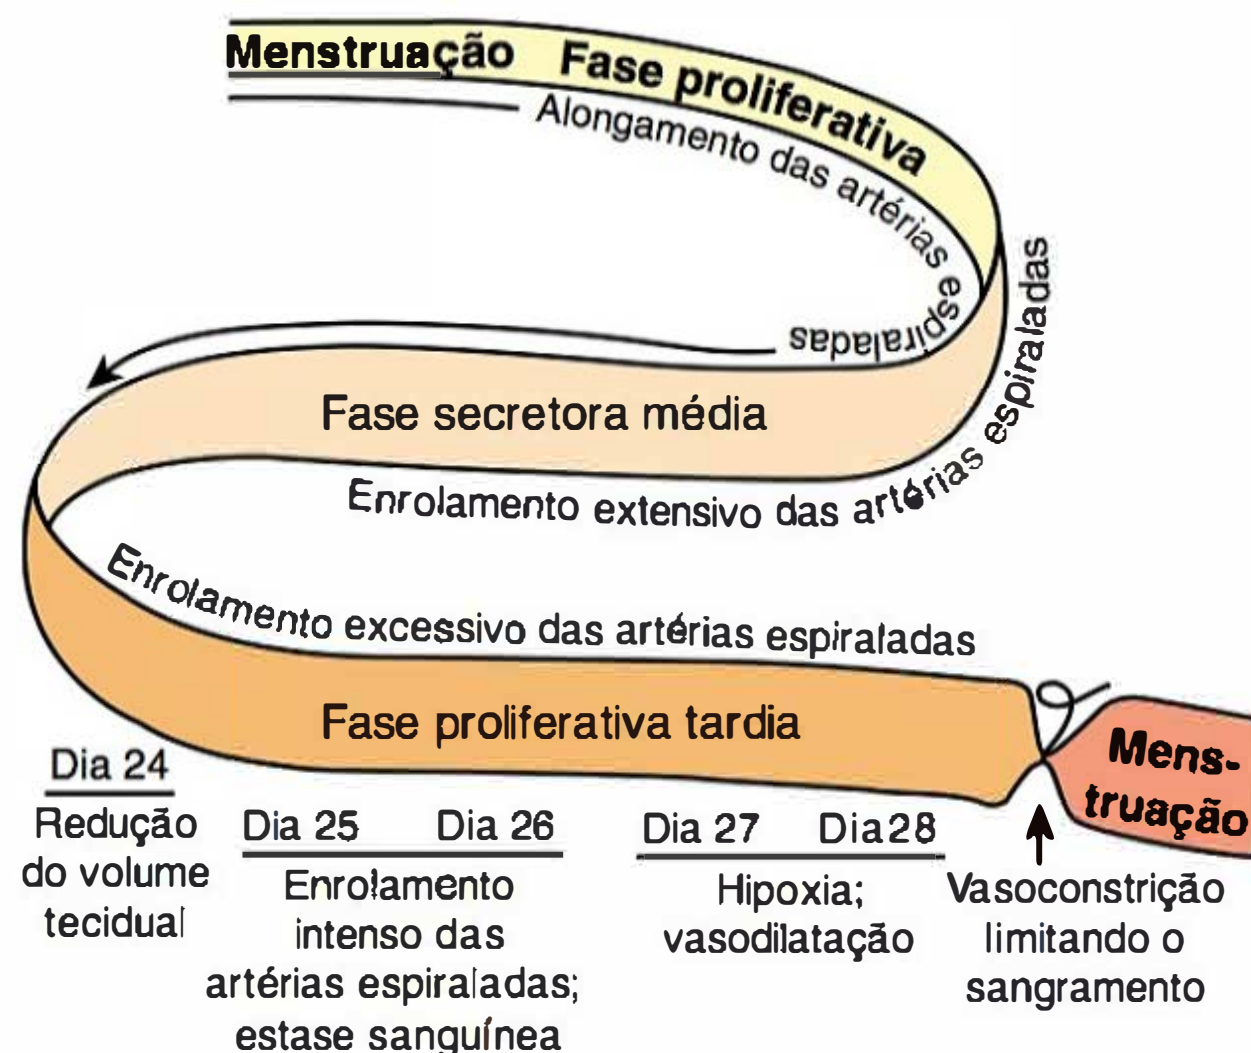 Menstruação Fase proliferativa
Alongamento das artérias espiraladas
Fase secretora média
Enrolamento extensivo das artérias espiraladas
Enrolamento excessivo das artérias espiraladas
Fase proliferativa tardia
Mens-
truação
Dia 24
Redução
do volume
tecidual
Dia 25 Dia 26
Enrolamento
intenso das
artérias espiraladas;
estase sanguínea
Dia 27 Dia28
Hipoxia;
vasodilatação
Vasoconstrição
limitando o
sangramento